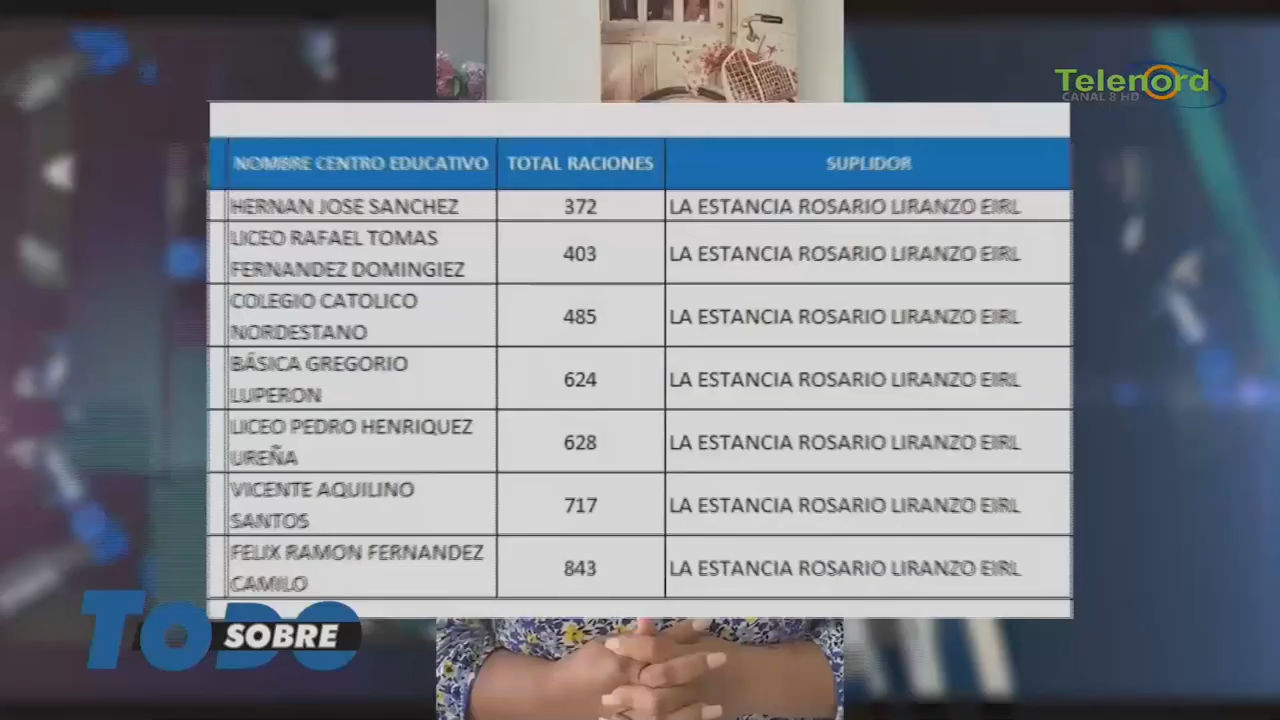 Telenord
CANAL 8 HD
NOMBRE CENTRO EDUCATIVO TOTAL RACIONES SUPLIDOR
HERNAN JOSE SANCHEZ 372 LA ESTANCIA ROSARIO LIRANZO EIRL
LICEO RAFAEL TOMAS
FERNANDEZ DOMINGIEZ 403 LA ESTANCIA ROSARIO LIRANZO EIRL
COLEGIO CATOLICO
NORDESTANO 485 LA ESTANCIA ROSARIO LIRANZO EIRL
BÁSICA GREGORIO
LUPERON 624 LA ESTANCIA ROSARIO LIRANZO EIRL
LICEO PEDRO HENRIQUEZ
UREÑA 628 LA ESTANCIA ROSARIO LIRANZO EIRL
VICENTE AQUILINO
SANTOS 717 LA ESTANCIA ROSARIO LIRANZO EIRL
FELIX RAMON FERNANDEZ
CAMILO 843 LA ESTANCIA ROSARIO LIRANZO EIRL
TODO
SOBRE